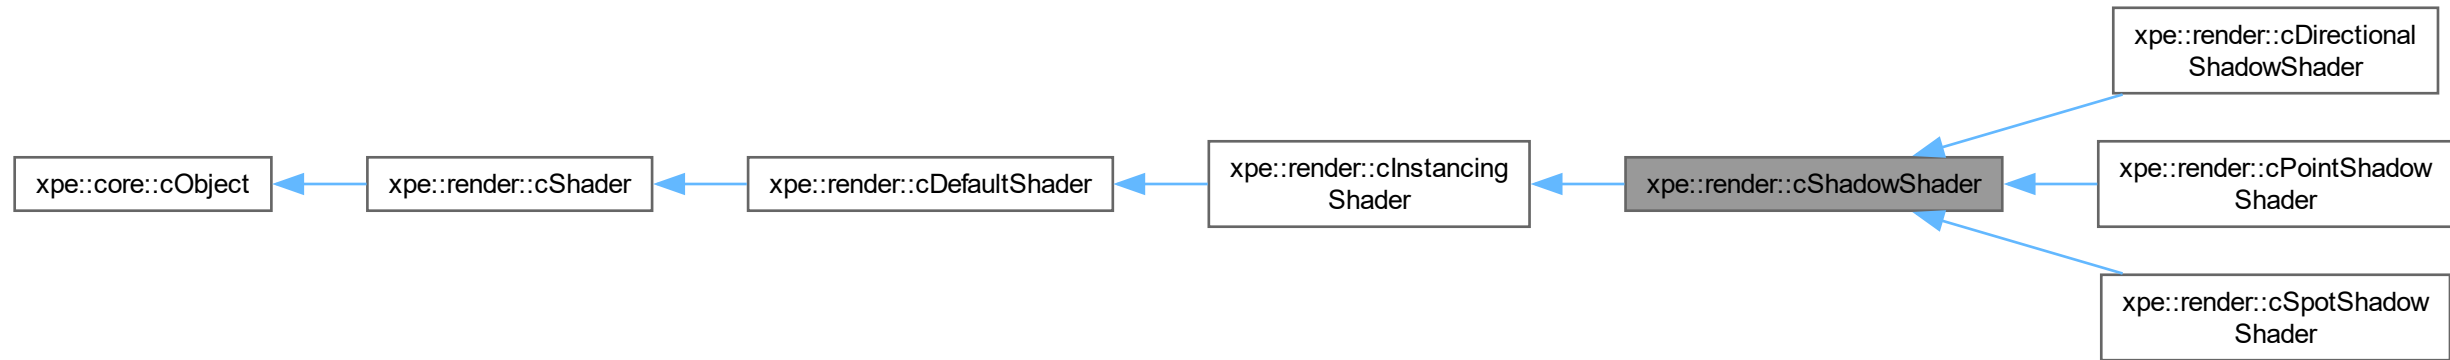 xpe::core::cObject
xpe::render::cShader
xpe::render::cDefaultShader
xpe::render::cInstancing
Shader
xpe::render::cShadowShader
xpe::render::cDirectional
ShadowShader
xpe::render::cPointShadow
Shader
xpe::render::cSpotShadow
Shader